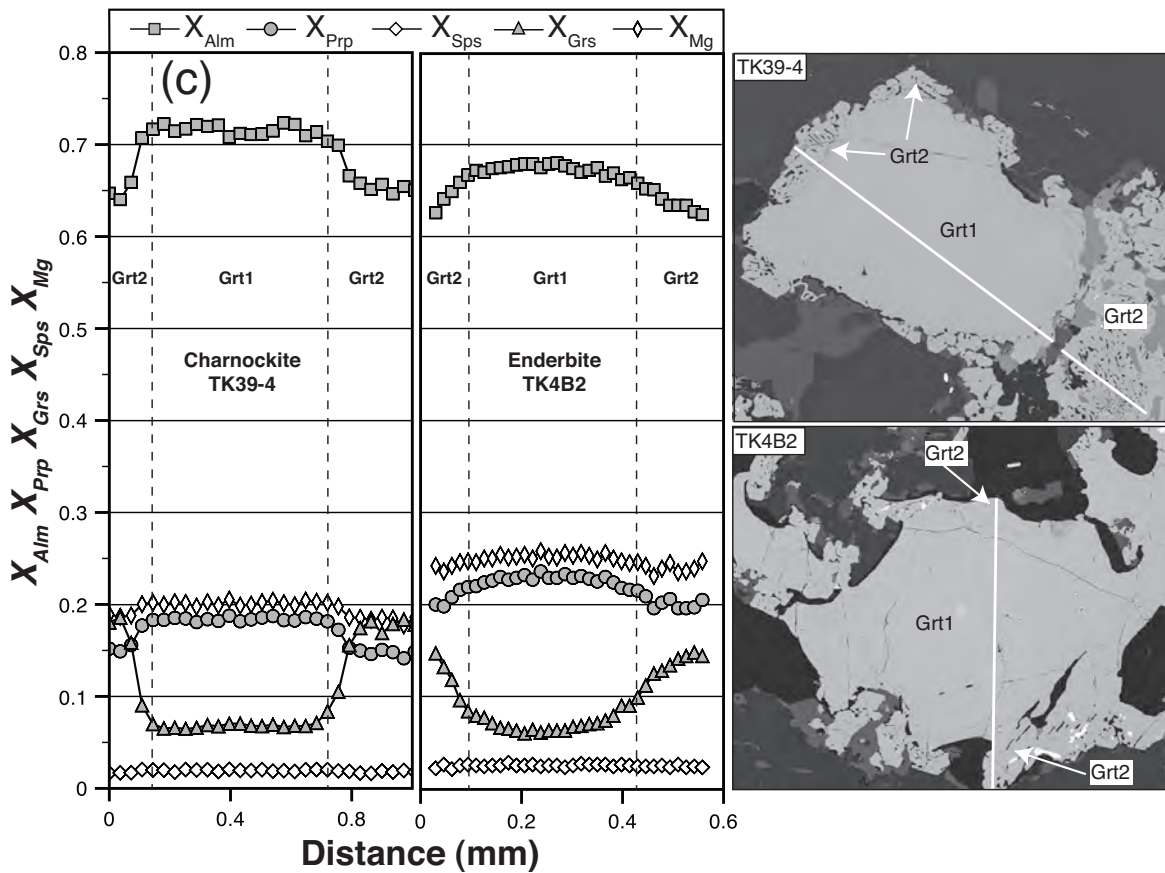 X_Alm X_Prp X_Sps X_Grs X_Mg
(c)
0.8
0.7
0.6
0.5
0.4
0.3
0.2
0.1
0
X_Alm X_Prp X_Grs X_Sps X_Mg
Grt2 Grt1 Grt2
Charnockite
TK39-4
Grt2 Grt1 Grt2
Enderbite
TK4B2
0 0.4 0.8
0 0.2 0.4 0.6
Distance (mm)
TK39-4
Grt2
Grt1
Grt2
TK4B2
Grt2
Grt1
Grt2